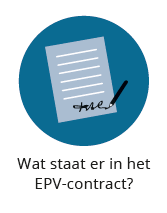 Wat staat er in het
EPV-contract?